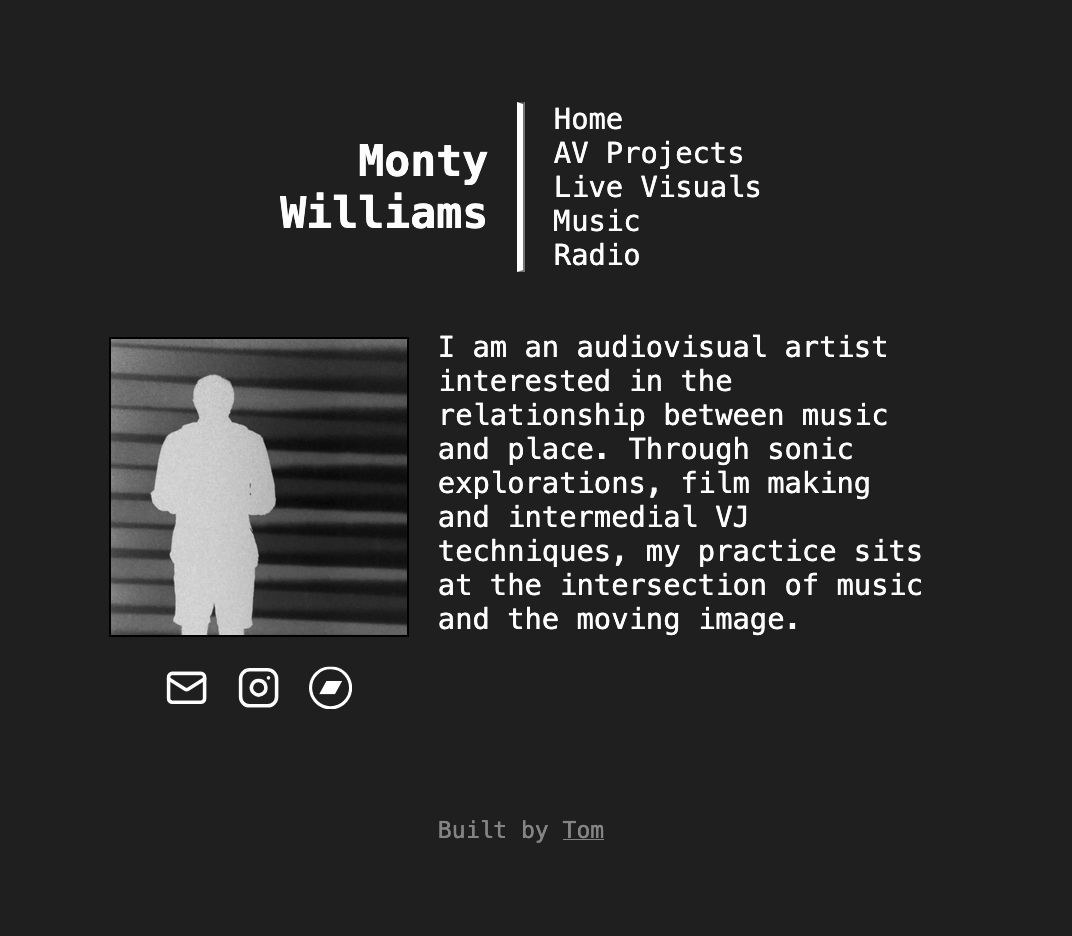 Monty
Williams
Home
AV Projects
Live Visuals
Music
Radio
I am an audiovisual artist
interested in the
relationship between music
and place. Through sonic
explorations, film making
and intermedial VJ
techniques, my practice sits
at the intersection of music
and the moving image.
Built by Tom